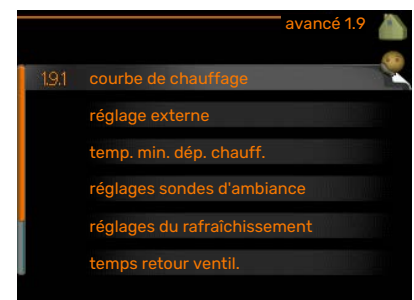 avancé 1.9
1.9.1 courbe de chauffage
réglage externe
temp. min. dép. chauff.
réglages sondes d'ambiance
réglages du rafraîchissement
temps retour ventil.